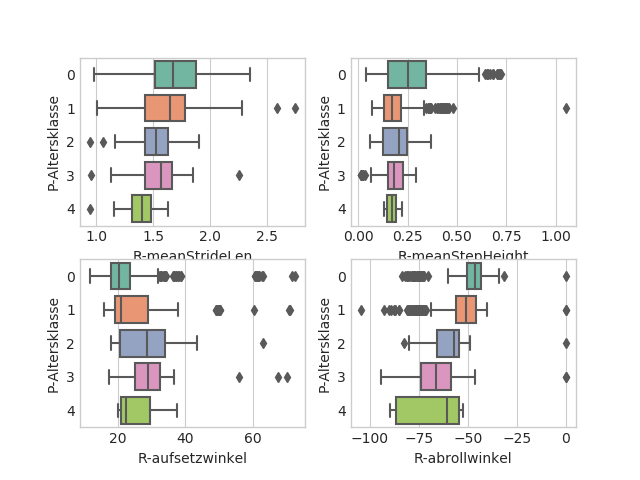 P-Altersklasse
0
1
2
3
4
1.0 1.5 2.0 2.5
R-meanStrideLen
P-Altersklasse
0
1
2
3
4
0.00 0.25 0.50 0.75 1.00
R-meanStepHeight
P-Altersklasse
0
1
2
3
4
20 40 60
R-aufsetzwinkel
P-Altersklasse
0
1
2
3
4
−100 −75 −50 −25 0
R-abrollwinkel